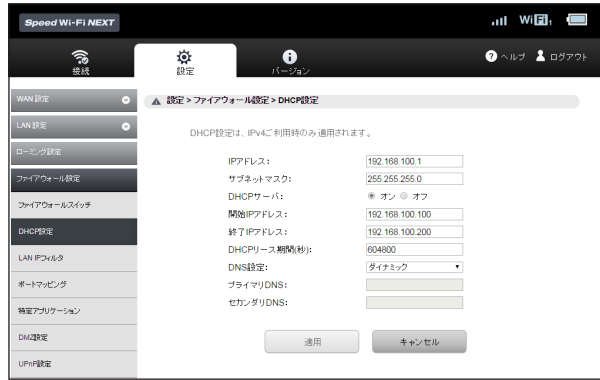 Speed Wi-Fi NEXT
WiFi
接続
設定
バージョン
ヘルプ
ログアウト
WAN 設定
LAN 設定
ローミング設定
ファイアウォール設定
ファイアウォールスイッチ
DHCP設定
LAN IPフィルタ
ポートマッピング
特定アプリケーション
DMZ設定
UPnP設定
設定 > ファイアウォール設定 > DHCP設定
DHCP設定は、IPv4ご利用時のみ適用されます。
IPアドレス: 192.168.100.1
サブネットマスク: 255.255.255.0
DHCPサーバ: オン オフ
開始IPアドレス: 192.168.100.100
終了IPアドレス: 192.168.100.200
DHCPリース期間(秒): 604800
DNS設定: ダイナミック
プライマリDNS:
セカンダリDNS:
適用 キャンセル